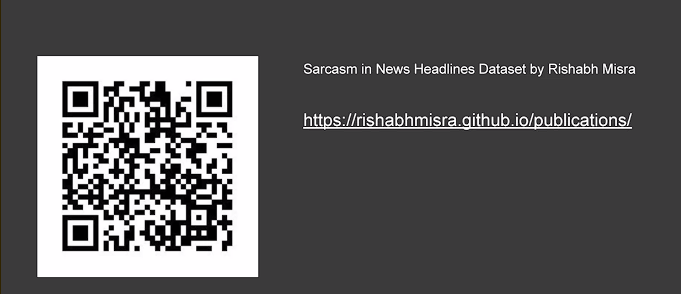 Sarcasm in News Headlines Dataset by Rishabh Misra
https://rishabhmisra.github.io/publications/